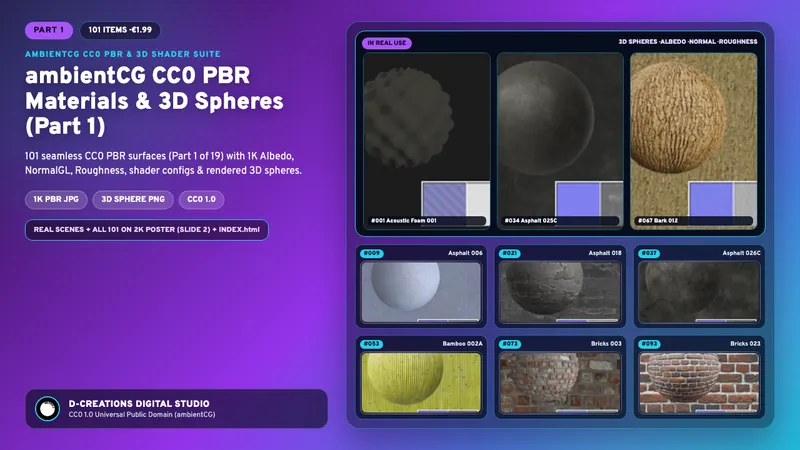 PART 1
101 ITEMS -€1.99
AMBIENTCG CC0 PBR & 3D SHADER SUITE
ambientCG CC0 PBR
Materials & 3D Spheres
(Part 1)
101 seamless CC0 PBR surfaces (Part 1 of 19) with 1K Albedo,
NormalGL, Roughness, shader configs & rendered 3D spheres.
1K PBR JPG
3D SPHERE PNG
CC0 1.0
REAL SCENES + ALL 101 ON 2K POSTER (SLIDE 2) + INDEX.html
D-CREATIONS DIGITAL STUDIO
CC0 1.0 Universal Public Domain (ambientCG)
IN REAL USE
3D SPHERES ·ALBEDO ·NORMAL ·ROUGHNESS
#001 Acoustic Foam 001
#034 Asphalt 025C
#067 Bark 012
#009
Asphalt 006
#021
Asphalt 018
#037
Asphalt 026C
#053
Bamboo 002A
#073
Bricks 003
#093
Bricks 023